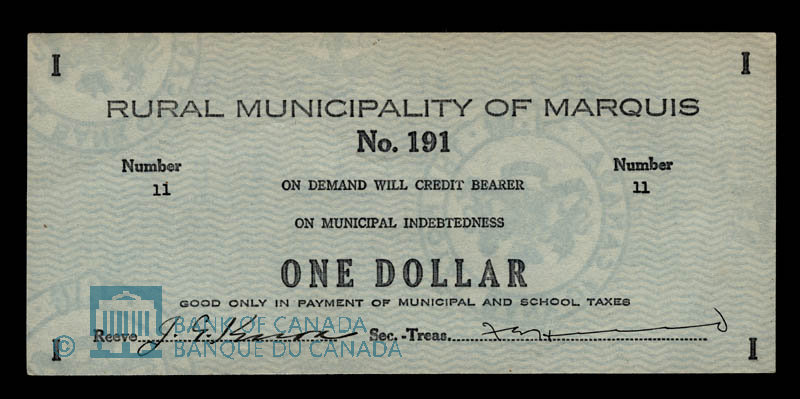 I I
RURAL MUNICIPALITY OF MARQUIS
No. 191
Number Number
11 11
ON DEMAND WILL CREDIT BEARER
ON MUNICIPAL INDEBTEDNESS
ONE DOLLAR
GOOD ONLY IN PAYMENT OF MUNICIPAL AND SCHOOL TAXES
Reeve Sec.-Treas.
© BANK OF CANADA
BANQUE DU CANADA
I I